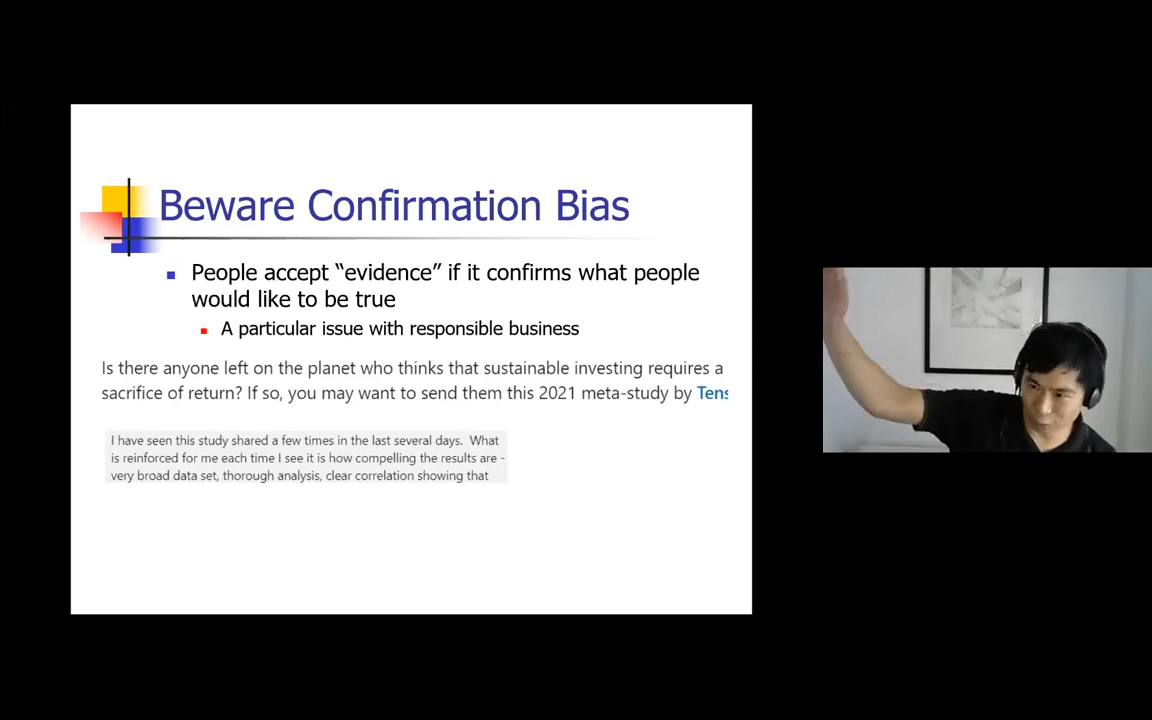 Beware Confirmation Bias
People accept “evidence” if it confirms what people
would like to be true
A particular issue with responsible business
Is there anyone left on the planet who thinks that sustainable investing requires a
sacrifice of return? If so, you may want to send them this 2021 meta-study by Tens
I have seen this study shared a few times in the last several days. What
is reinforced for me each time I see it is how compelling the results are -
very broad data set, thorough analysis, clear correlation showing that